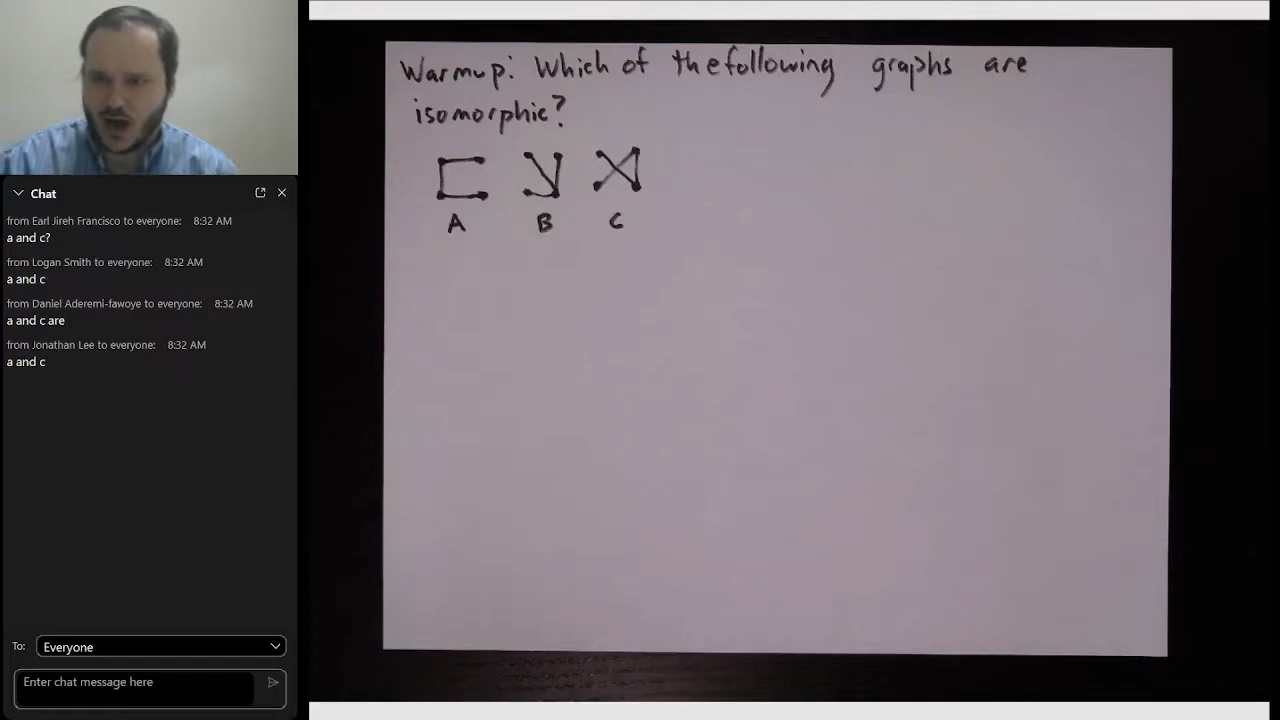 Chat
from Earl Jireh Francisco to everyone: 8:32 AM
a and c?
from Logan Smith to everyone: 8:32 AM
a and c
from Daniel Aderemi-fawoye to everyone: 8:32 AM
a and c are
from Jonathan Lee to everyone: 8:32 AM
a and c
To: Everyone
Enter chat message here
Warmup: Which of the following graphs are
isomorphic?
A B C